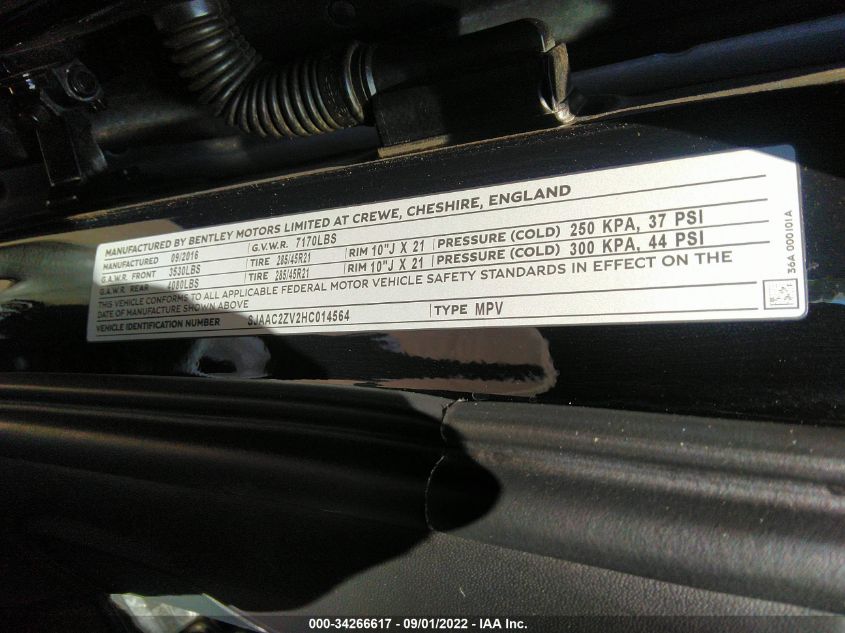 MANUFACTURED BY BENTLEY MOTORS LIMITED AT CREWE, CHESHIRE, ENGLAND
MANUFACTURED 09/2016 G.V.W.R. 7170LBS
G.A.W.R. FRONT 3530LBS TIRE 285/45R21 RIM 10"J X 21 PRESSURE (COLD) 250 KPA, 37 PSI
G.A.W.R. REAR 4080LBS TIRE 285/45R21 RIM 10"J X 21 PRESSURE (COLD) 300 KPA, 44 PSI
THIS VEHICLE CONFORMS TO ALL APPLICABLE FEDERAL MOTOR VEHICLE SAFETY STANDARDS IN EFFECT ON THE
DATE OF MANUFACTURE SHOWN ABOVE
VEHICLE IDENTIFICATION NUMBER SJAAC2ZV2HC014564 TYPE MPV
36A 000101A
000-34266617 - 09/01/2022 - IAA Inc.